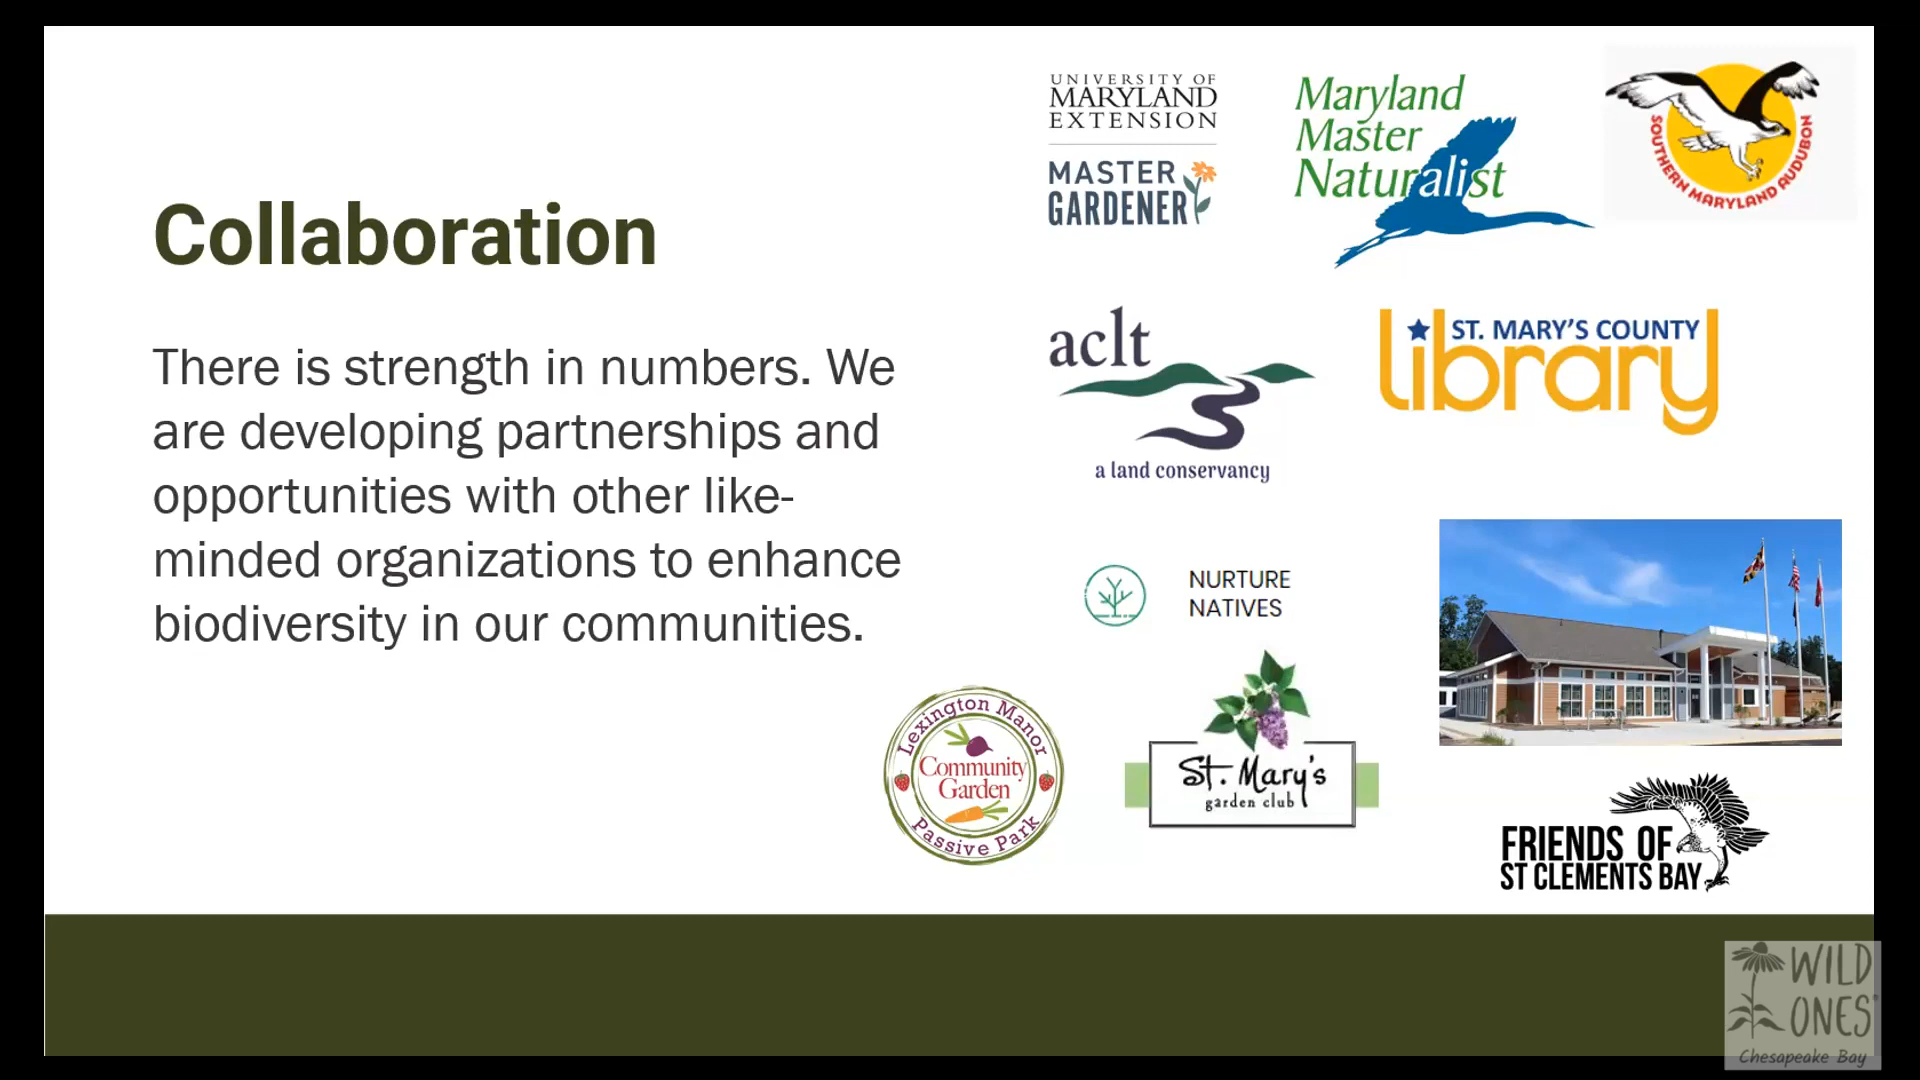 Collaboration
There is strength in numbers. We
are developing partnerships and
opportunities with other like-
minded organizations to enhance
biodiversity in our communities.
UNIVERSITY OF
MARYLAND
EXTENSION
MASTER
GARDENER
Maryland
Master
Naturalist
SOUTHERN MARYLAND AUDUBON
aclt
a land conservancy
ST. MARY'S COUNTY
library
NURTURE
NATIVES
Lexington Manor
Community
Garden
Passive Park
St. Mary's
garden club
FRIENDS OF
ST CLEMENTS BAY
WILD
ONES®
Chesapeake Bay